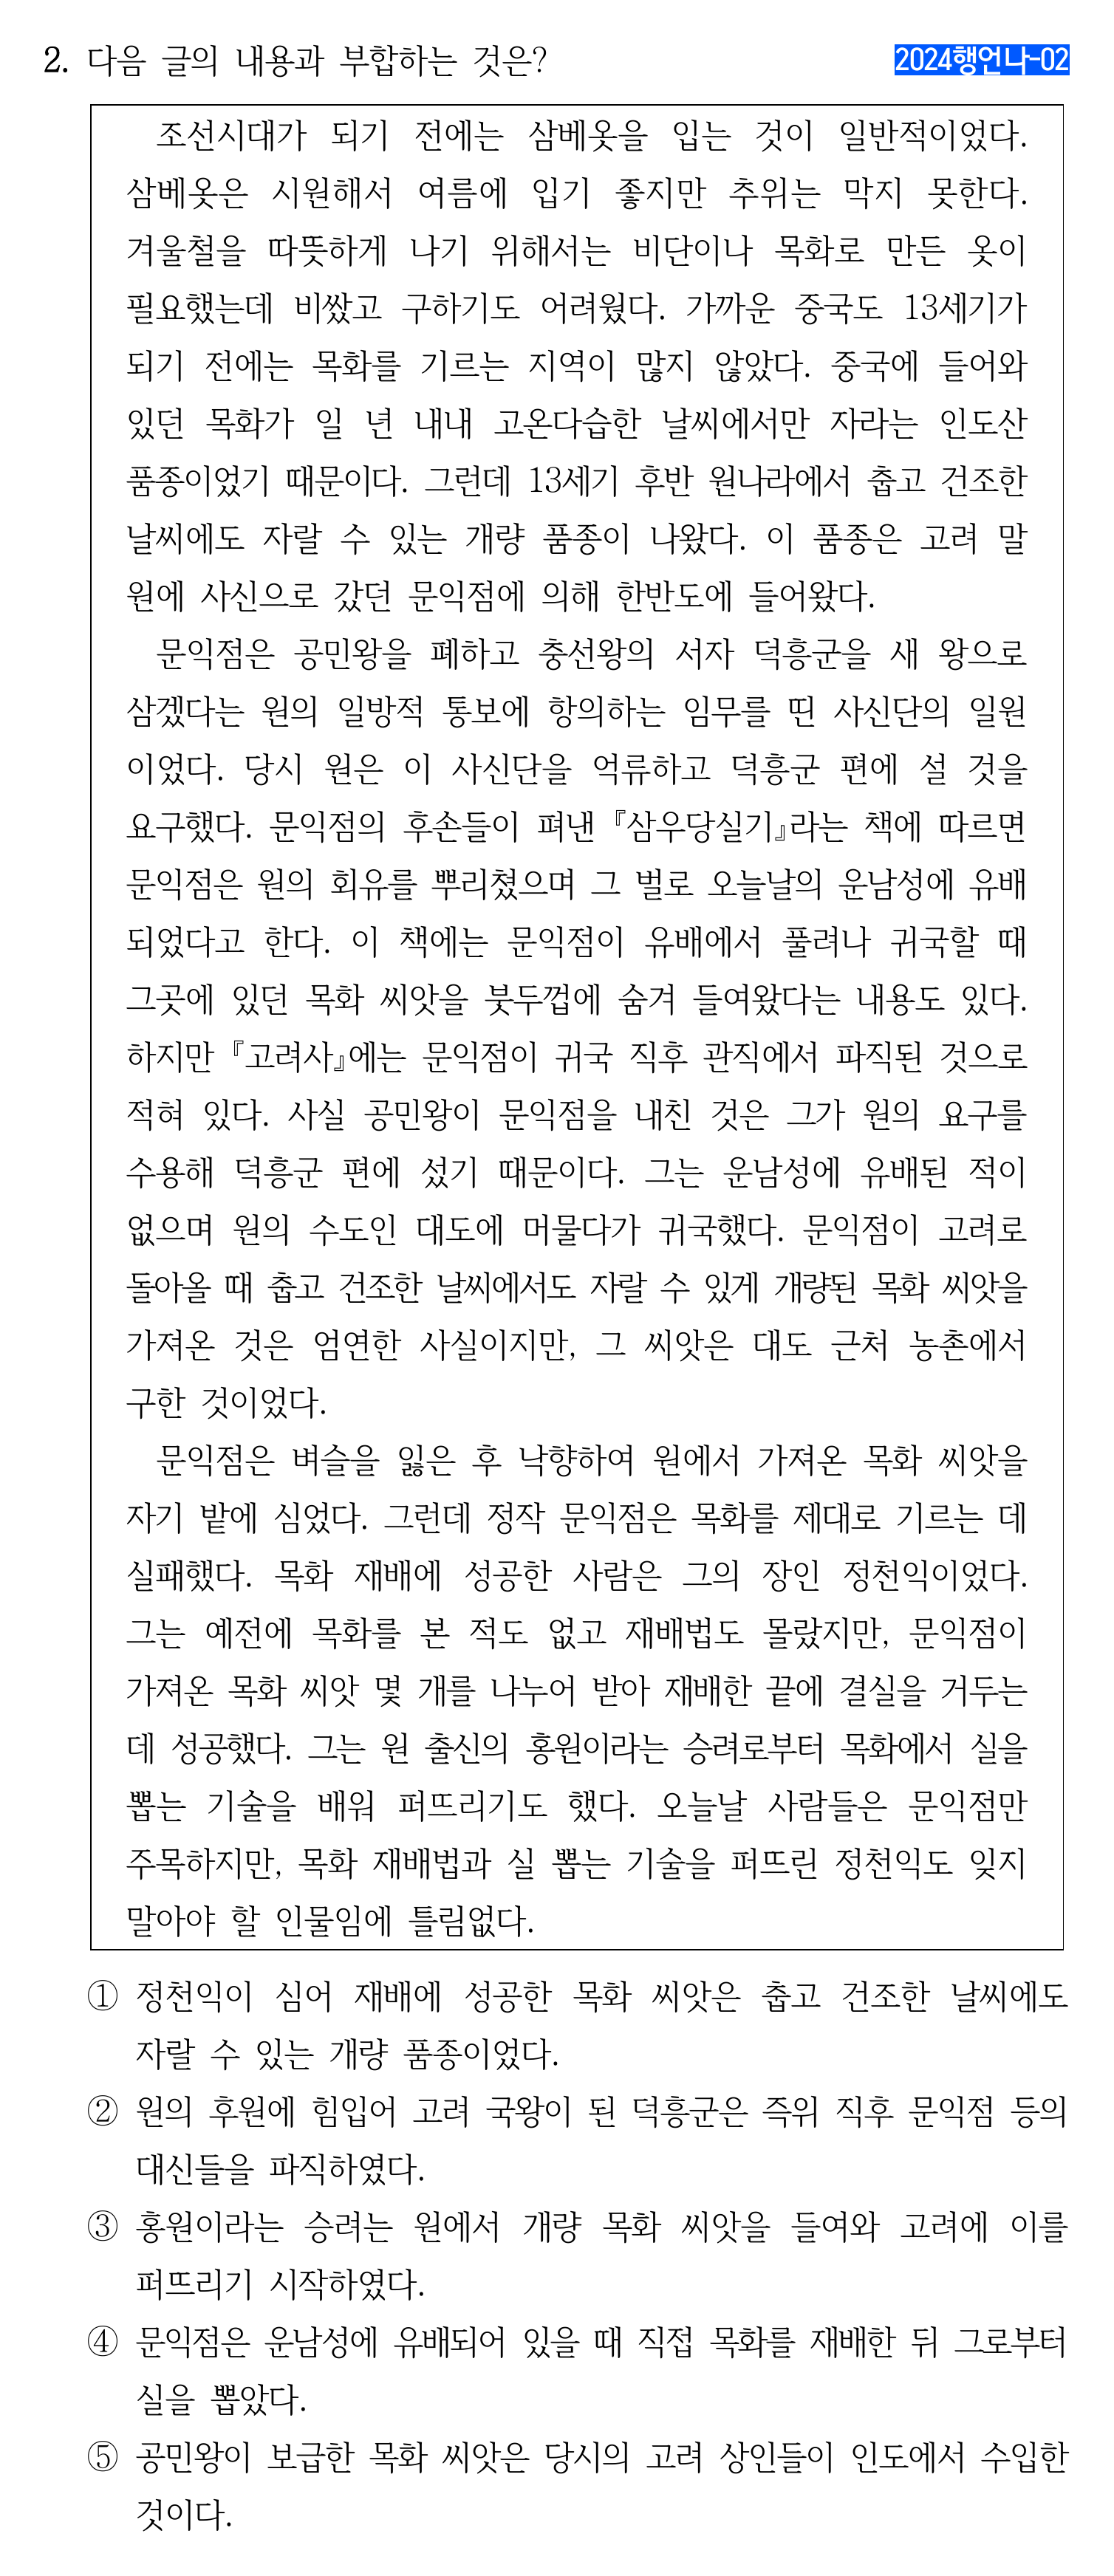 2. 다음 글의 내용과 부합하는 것은?
2024행언나-02
조선시대가 되기 전에는 삼베옷을 입는 것이 일반적이었다.
삼베옷은 시원해서 여름에 입기 좋지만 추위는 막지 못한다.
겨울철을 따뜻하게 나기 위해서는 비단이나 목화로 만든 옷이
필요했는데 비쌌고 구하기도 어려웠다. 가까운 중국도 13세기가
되기 전에는 목화를 기르는 지역이 많지 않았다. 중국에 들어와
있던 목화가 일 년 내내 고온다습한 날씨에서만 자라는 인도산
품종이었기 때문이다. 그런데 13세기 후반 원나라에서 춥고 건조한
날씨에도 자랄 수 있는 개량 품종이 나왔다. 이 품종은 고려 말
원에 사신으로 갔던 문익점에 의해 한반도에 들어왔다.
문익점은 공민왕을 폐하고 충선왕의 서자 덕흥군을 새 왕으로
삼겠다는 원의 일방적 통보에 항의하는 임무를 띤 사신단의 일원
이었다. 당시 원은 이 사신단을 억류하고 덕흥군 편에 설 것을
요구했다. 문익점의 후손들이 펴낸 『삼우당실기』라는 책에 따르면
문익점은 원의 회유를 뿌리쳤으며 그 벌로 오늘날의 운남성에 유배
되었다고 한다. 이 책에는 문익점이 유배에서 풀려나 귀국할 때
그곳에 있던 목화 씨앗을 붓두껍에 숨겨 들여왔다는 내용도 있다.
하지만 『고려사』에는 문익점이 귀국 직후 관직에서 파직된 것으로
적혀 있다. 사실 공민왕이 문익점을 내친 것은 그가 원의 요구를
수용해 덕흥군 편에 섰기 때문이다. 그는 운남성에 유배된 적이
없으며 원의 수도인 대도에 머물다가 귀국했다. 문익점이 고려로
돌아올 때 춥고 건조한 날씨에서도 자랄 수 있게 개량된 목화 씨앗을
가져온 것은 엄연한 사실이지만, 그 씨앗은 대도 근처 농촌에서
구한 것이었다.
문익점은 벼슬을 잃은 후 낙향하여 원에서 가져온 목화 씨앗을
자기 밭에 심었다. 그런데 정작 문익점은 목화를 제대로 기르는 데
실패했다. 목화 재배에 성공한 사람은 그의 장인 정천익이었다.
그는 예전에 목화를 본 적도 없고 재배법도 몰랐지만, 문익점이
가져온 목화 씨앗 몇 개를 나누어 받아 재배한 끝에 결실을 거두는
데 성공했다. 그는 원 출신의 홍원이라는 승려로부터 목화에서 실을
뽑는 기술을 배워 퍼뜨리기도 했다. 오늘날 사람들은 문익점만
주목하지만, 목화 재배법과 실 뽑는 기술을 퍼뜨린 정천익도 잊지
말아야 할 인물임에 틀림없다.
① 정천익이 심어 재배에 성공한 목화 씨앗은 춥고 건조한 날씨에도
자랄 수 있는 개량 품종이었다.
② 원의 후원에 힘입어 고려 국왕이 된 덕흥군은 즉위 직후 문익점 등의
대신들을 파직하였다.
③ 홍원이라는 승려는 원에서 개량 목화 씨앗을 들여와 고려에 이를
퍼뜨리기 시작하였다.
④ 문익점은 운남성에 유배되어 있을 때 직접 목화를 재배한 뒤 그로부터
실을 뽑았다.
⑤ 공민왕이 보급한 목화 씨앗은 당시의 고려 상인들이 인도에서 수입한
것이다.